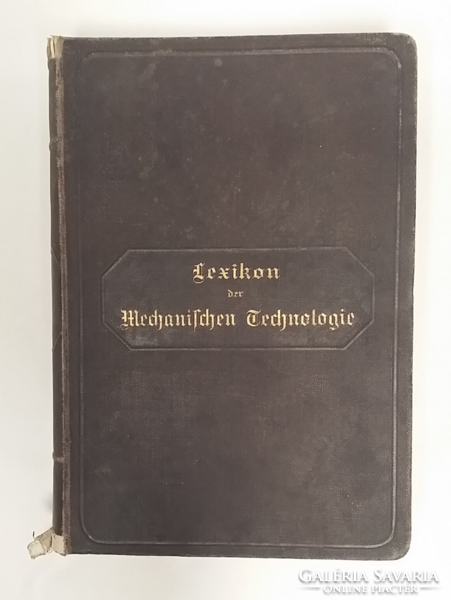 Lexikon
der
Mechaniſchen Technologie
GALÉRIA SAVARIA
ONLINE PIACTÉR